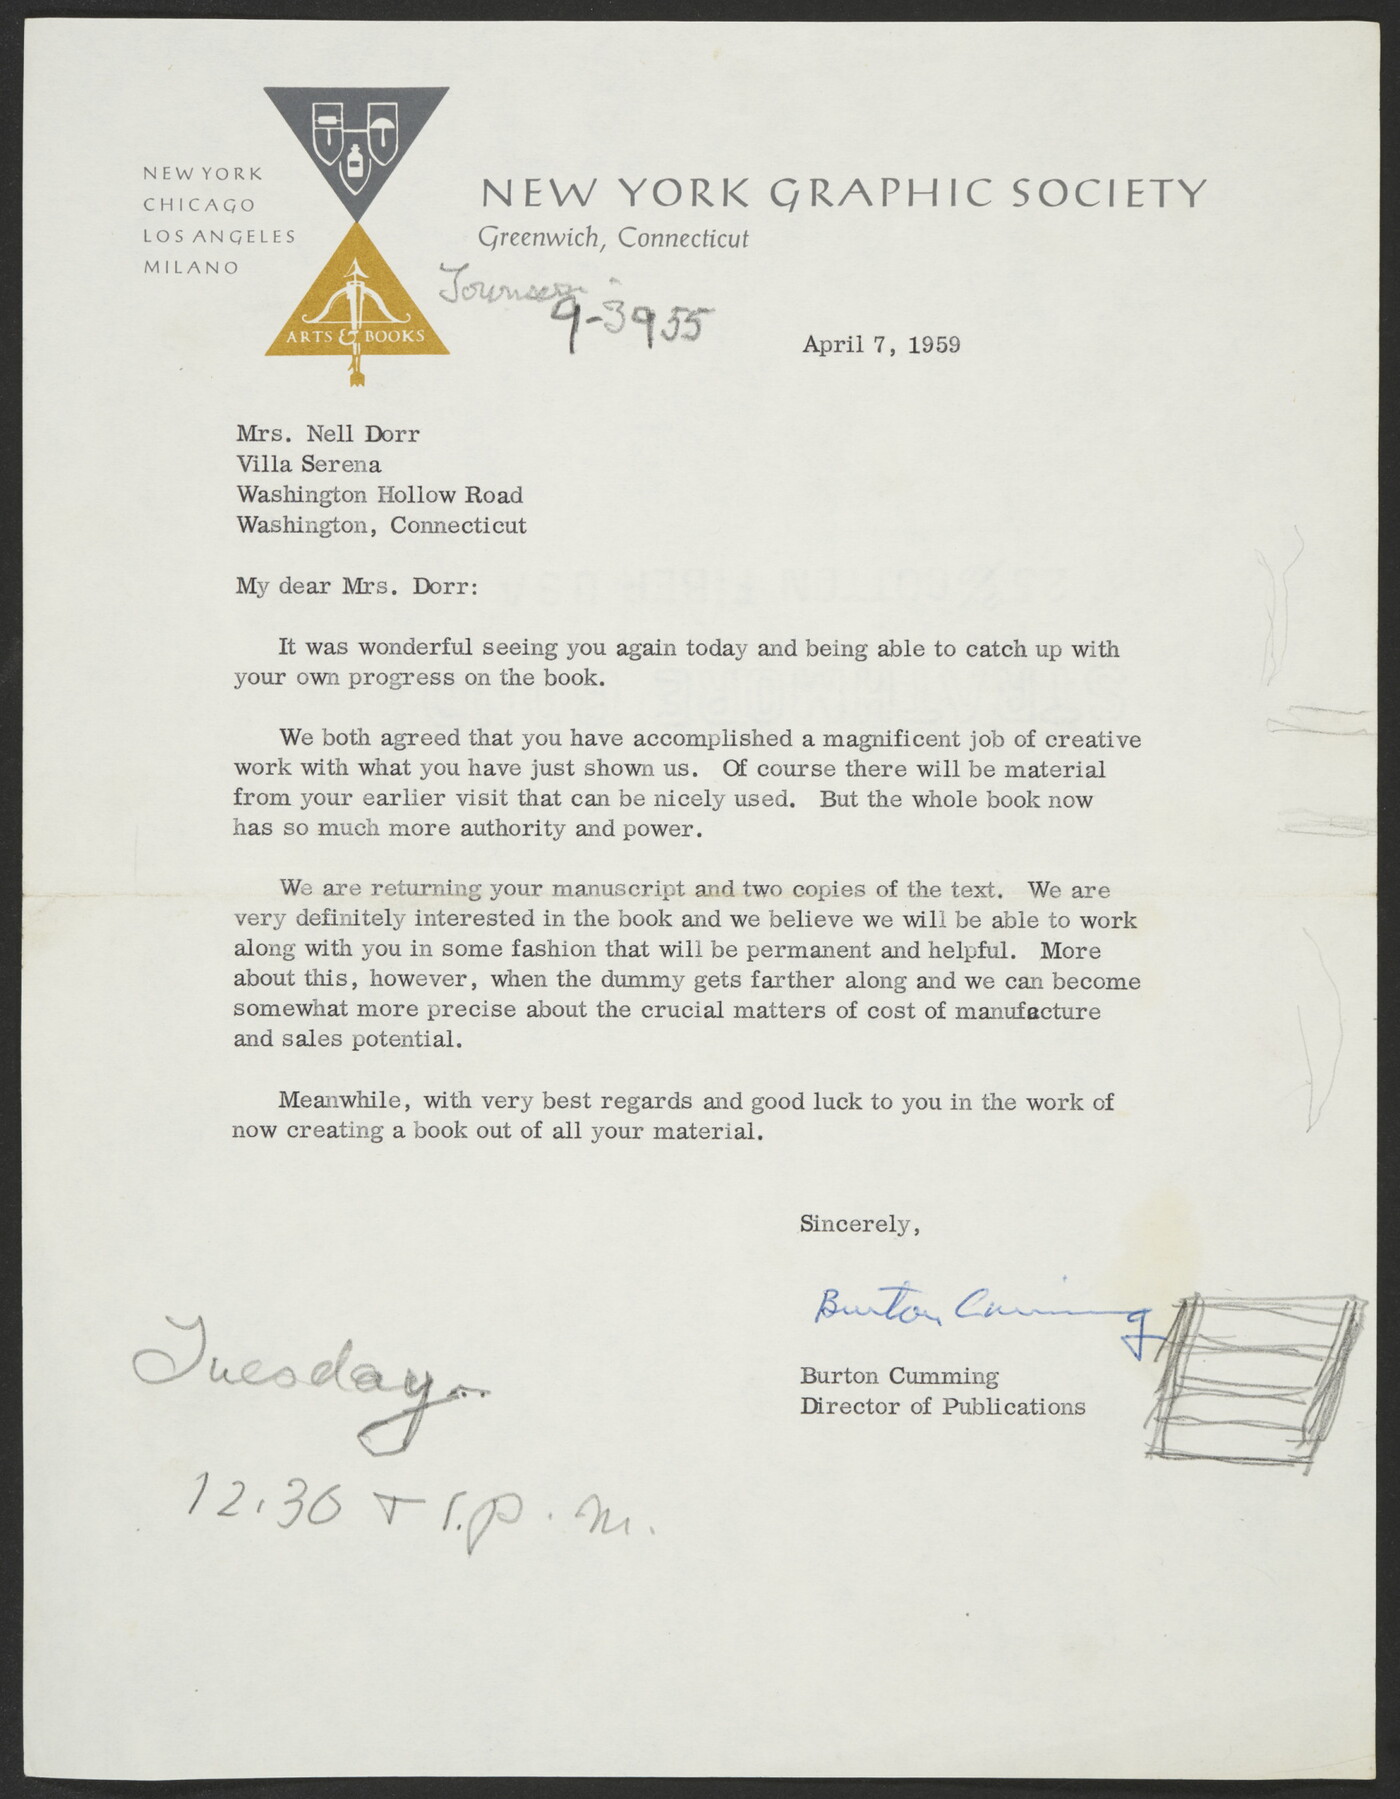 NEW YORK
CHICAGO
LOS ANGELES
MILANO
ARTS & BOOKS
NEW YORK GRAPHIC SOCIETY
Greenwich, Connecticut
9-3955
April 7, 1959
Mrs. Nell Dorr
Villa Serena
Washington Hollow Road
Washington, Connecticut
My dear Mrs. Dorr:
It was wonderful seeing you again today and being able to catch up with
your own progress on the book.
We both agreed that you have accomplished a magnificent job of creative
work with what you have just shown us. Of course there will be material
from your earlier visit that can be nicely used. But the whole book now
has so much more authority and power.
We are returning your manuscript and two copies of the text. We are
very definitely interested in the book and we believe we will be able to work
along with you in some fashion that will be permanent and helpful. More
about this, however, when the dummy gets farther along and we can become
somewhat more precise about the crucial matters of cost of manufacture
and sales potential.
Meanwhile, with very best regards and good luck to you in the work of
now creating a book out of all your material.
Sincerely,
Burton Cumming
Burton Cumming
Director of Publications
Tuesday
12.30 + 1. p. m.